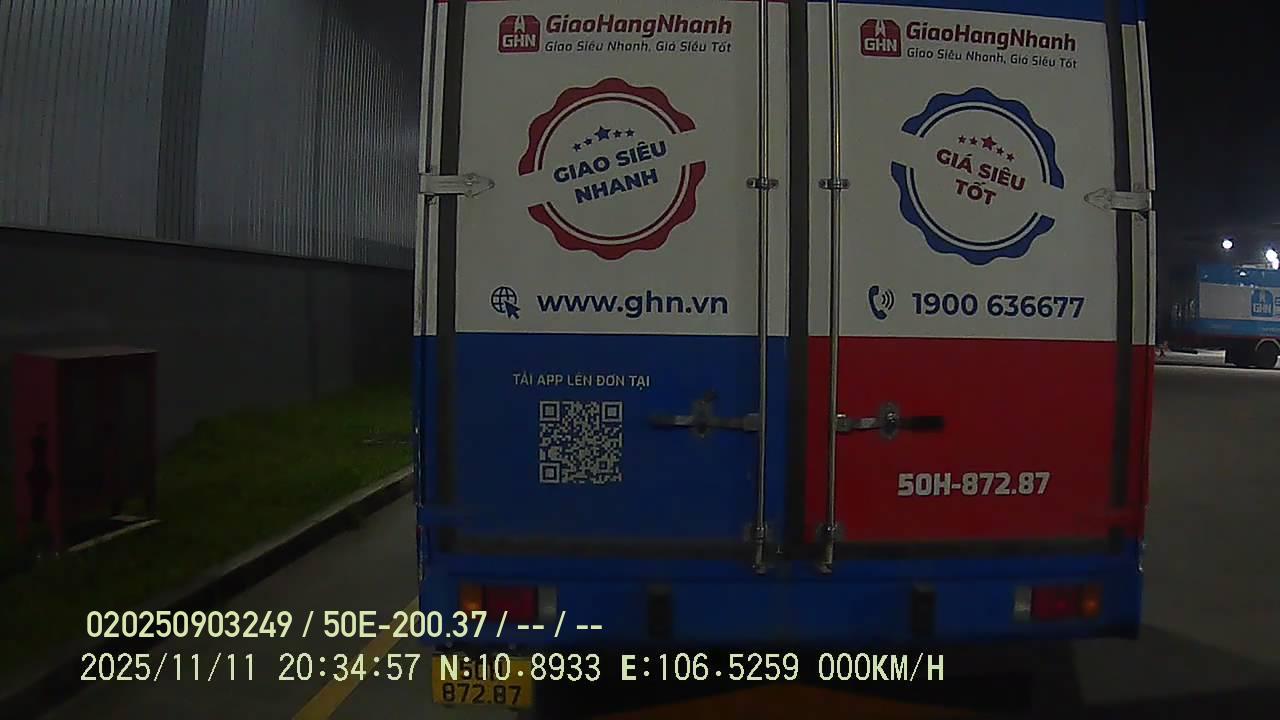 GHN GiaoHangNhanh
Giao Siêu Nhanh, Giá Siêu Tốt
GIAO SIÊU
NHANH
www.ghn.vn
TẢI APP LÊN ĐƠN TẠI
GHN GiaoHangNhanh
Giao Siêu Nhanh, Giá Siêu Tốt
GIÁ SIÊU
TỐT
1900 636677
50H-872.87
GHN
020250903249 / 50E-200.37 / -- / --
2025/11/11 20:34:57 N:10.8933 E:106.5259 000KM/H
50H
872.87